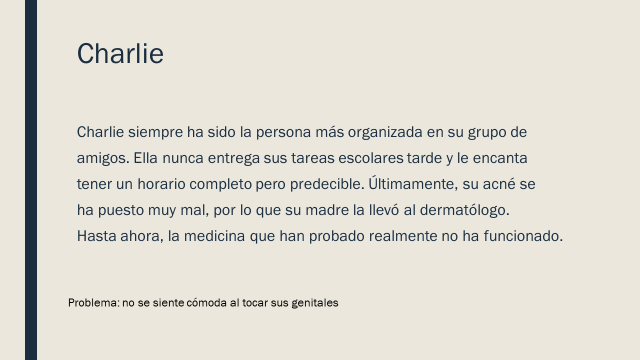 Charlie
Charlie siempre ha sido la persona más organizada en su grupo de
amigos. Ella nunca entrega sus tareas escolares tarde y le encanta
tener un horario completo pero predecible. Últimamente, su acné se
ha puesto muy mal, por lo que su madre la llevó al dermatólogo.
Hasta ahora, la medicina que han probado realmente no ha funcionado.
Problema: no se siente cómoda al tocar sus genitales